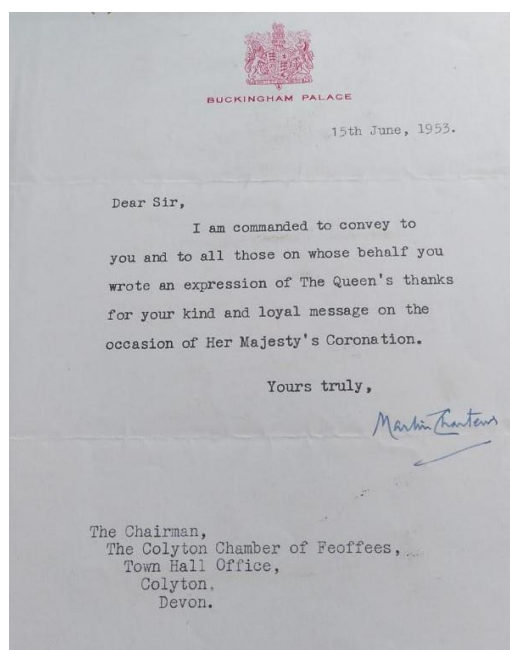 BUCKINGHAM PALACE
15th June, 1953.
Dear Sir,
I am commanded to convey to
you and to all those on whose behalf you
wrote an expression of The Queen's thanks
for your kind and loyal message on the
occasion of Her Majesty's Coronation.
Yours truly,
Martin Charteris
The Chairman,
The Colyton Chamber of Feoffees,
Town Hall Office,
Colyton,
Devon.